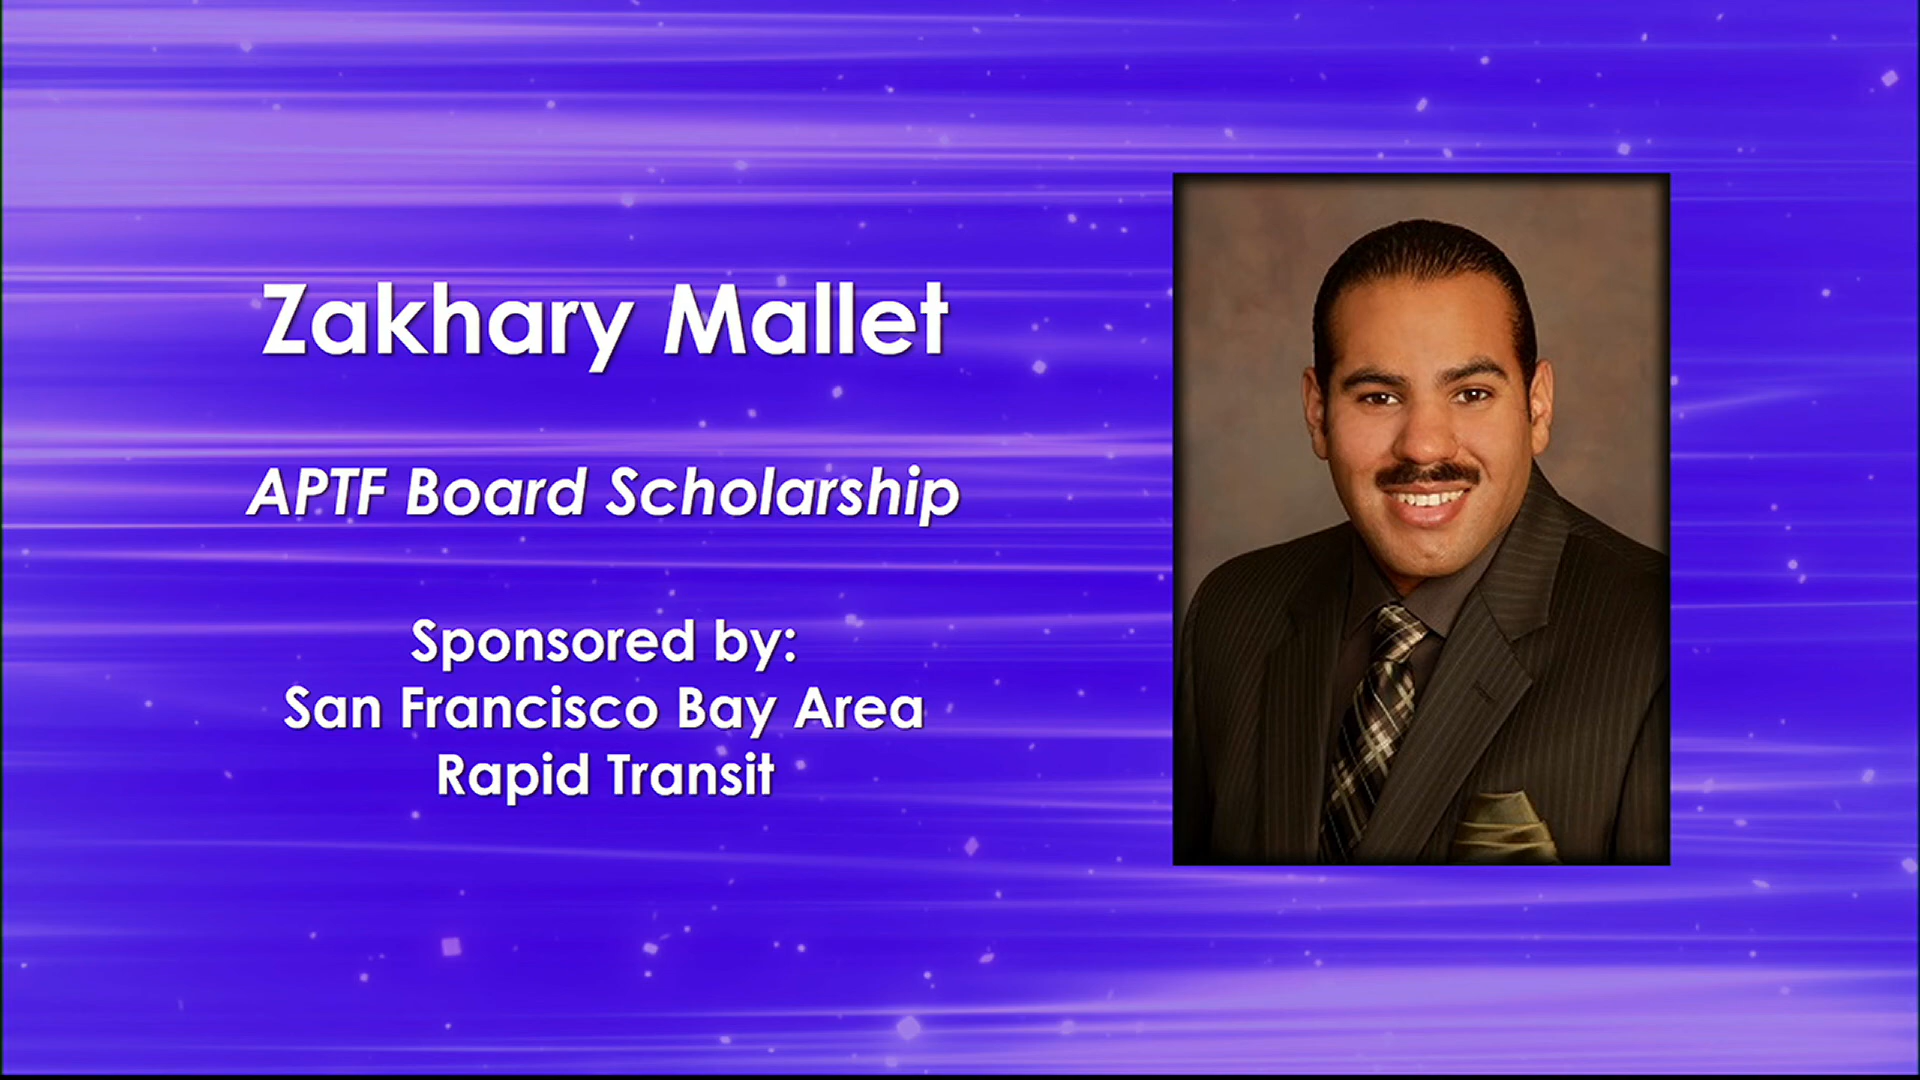 Zakhary Mallet
APTF Board Scholarship
Sponsored by:
San Francisco Bay Area
Rapid Transit